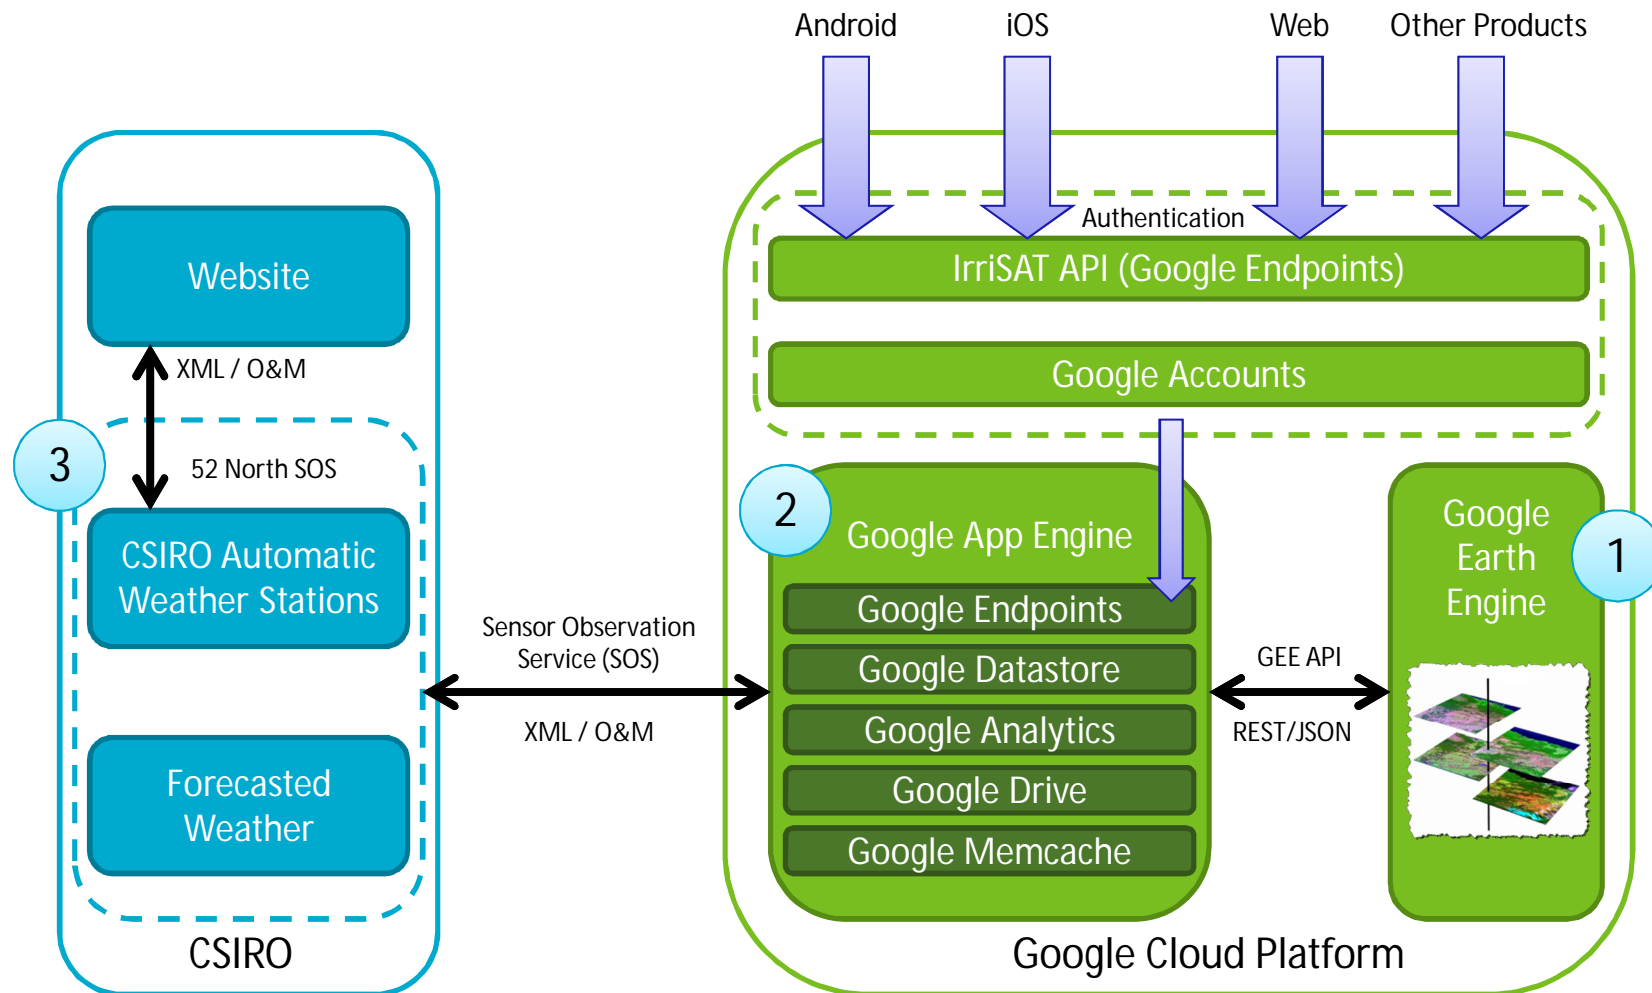 Android
iOS
Web
Other Products
Authentication
IrriSAT API (Google Endpoints)
Google Accounts
Website
XML / O&M
3
52 North SOS
CSIRO Automatic
Weather Stations
Forecasted
Weather
CSIRO
Sensor Observation
Service (SOS)
XML / O&M
2
Google App Engine
Google Endpoints
Google Datastore
Google Analytics
Google Drive
Google Memcache
GEE API
REST/JSON
Google
Earth
Engine
1
Google Cloud Platform